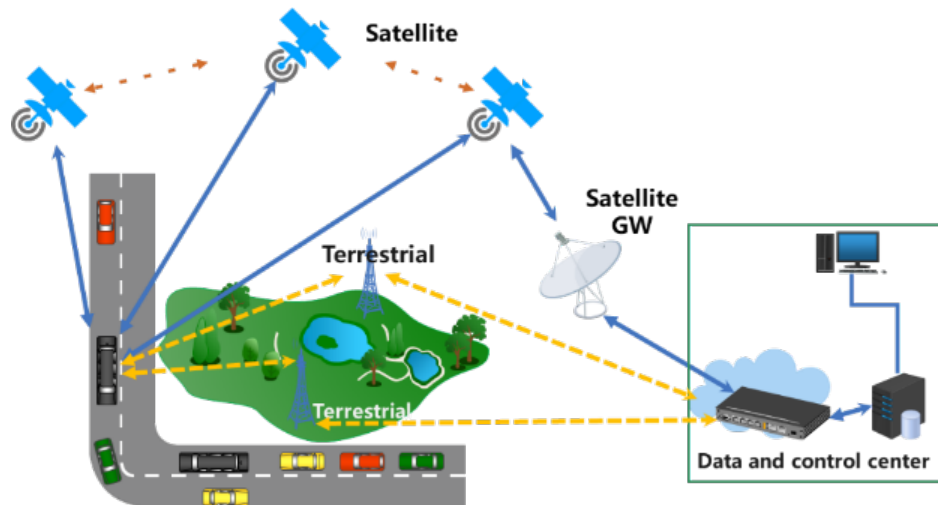 Satellite
Satellite
GW
Terrestrial
Terrestrial
Data and control center